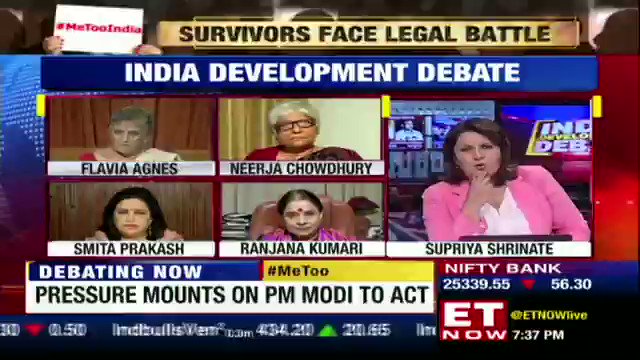 #MeTooIndia
SURVIVORS FACE LEGAL BATTLE
INDIA DEVELOPMENT DEBATE
FLAVIA AGNES
NEERJA CHOWDHURY
SMITA PRAKASH
RANJANA KUMARI
SUPRIYA SHRINATE
DEBATING NOW
#MeToo
PRESSURE MOUNTS ON PM MODI TO ACT
NIFTY BANK
25339.55 ▼ 56.30
ET
NOW
@ETNOWlive
7:37 PM
0.50 Indbulls 434.20 ▲ 20.65